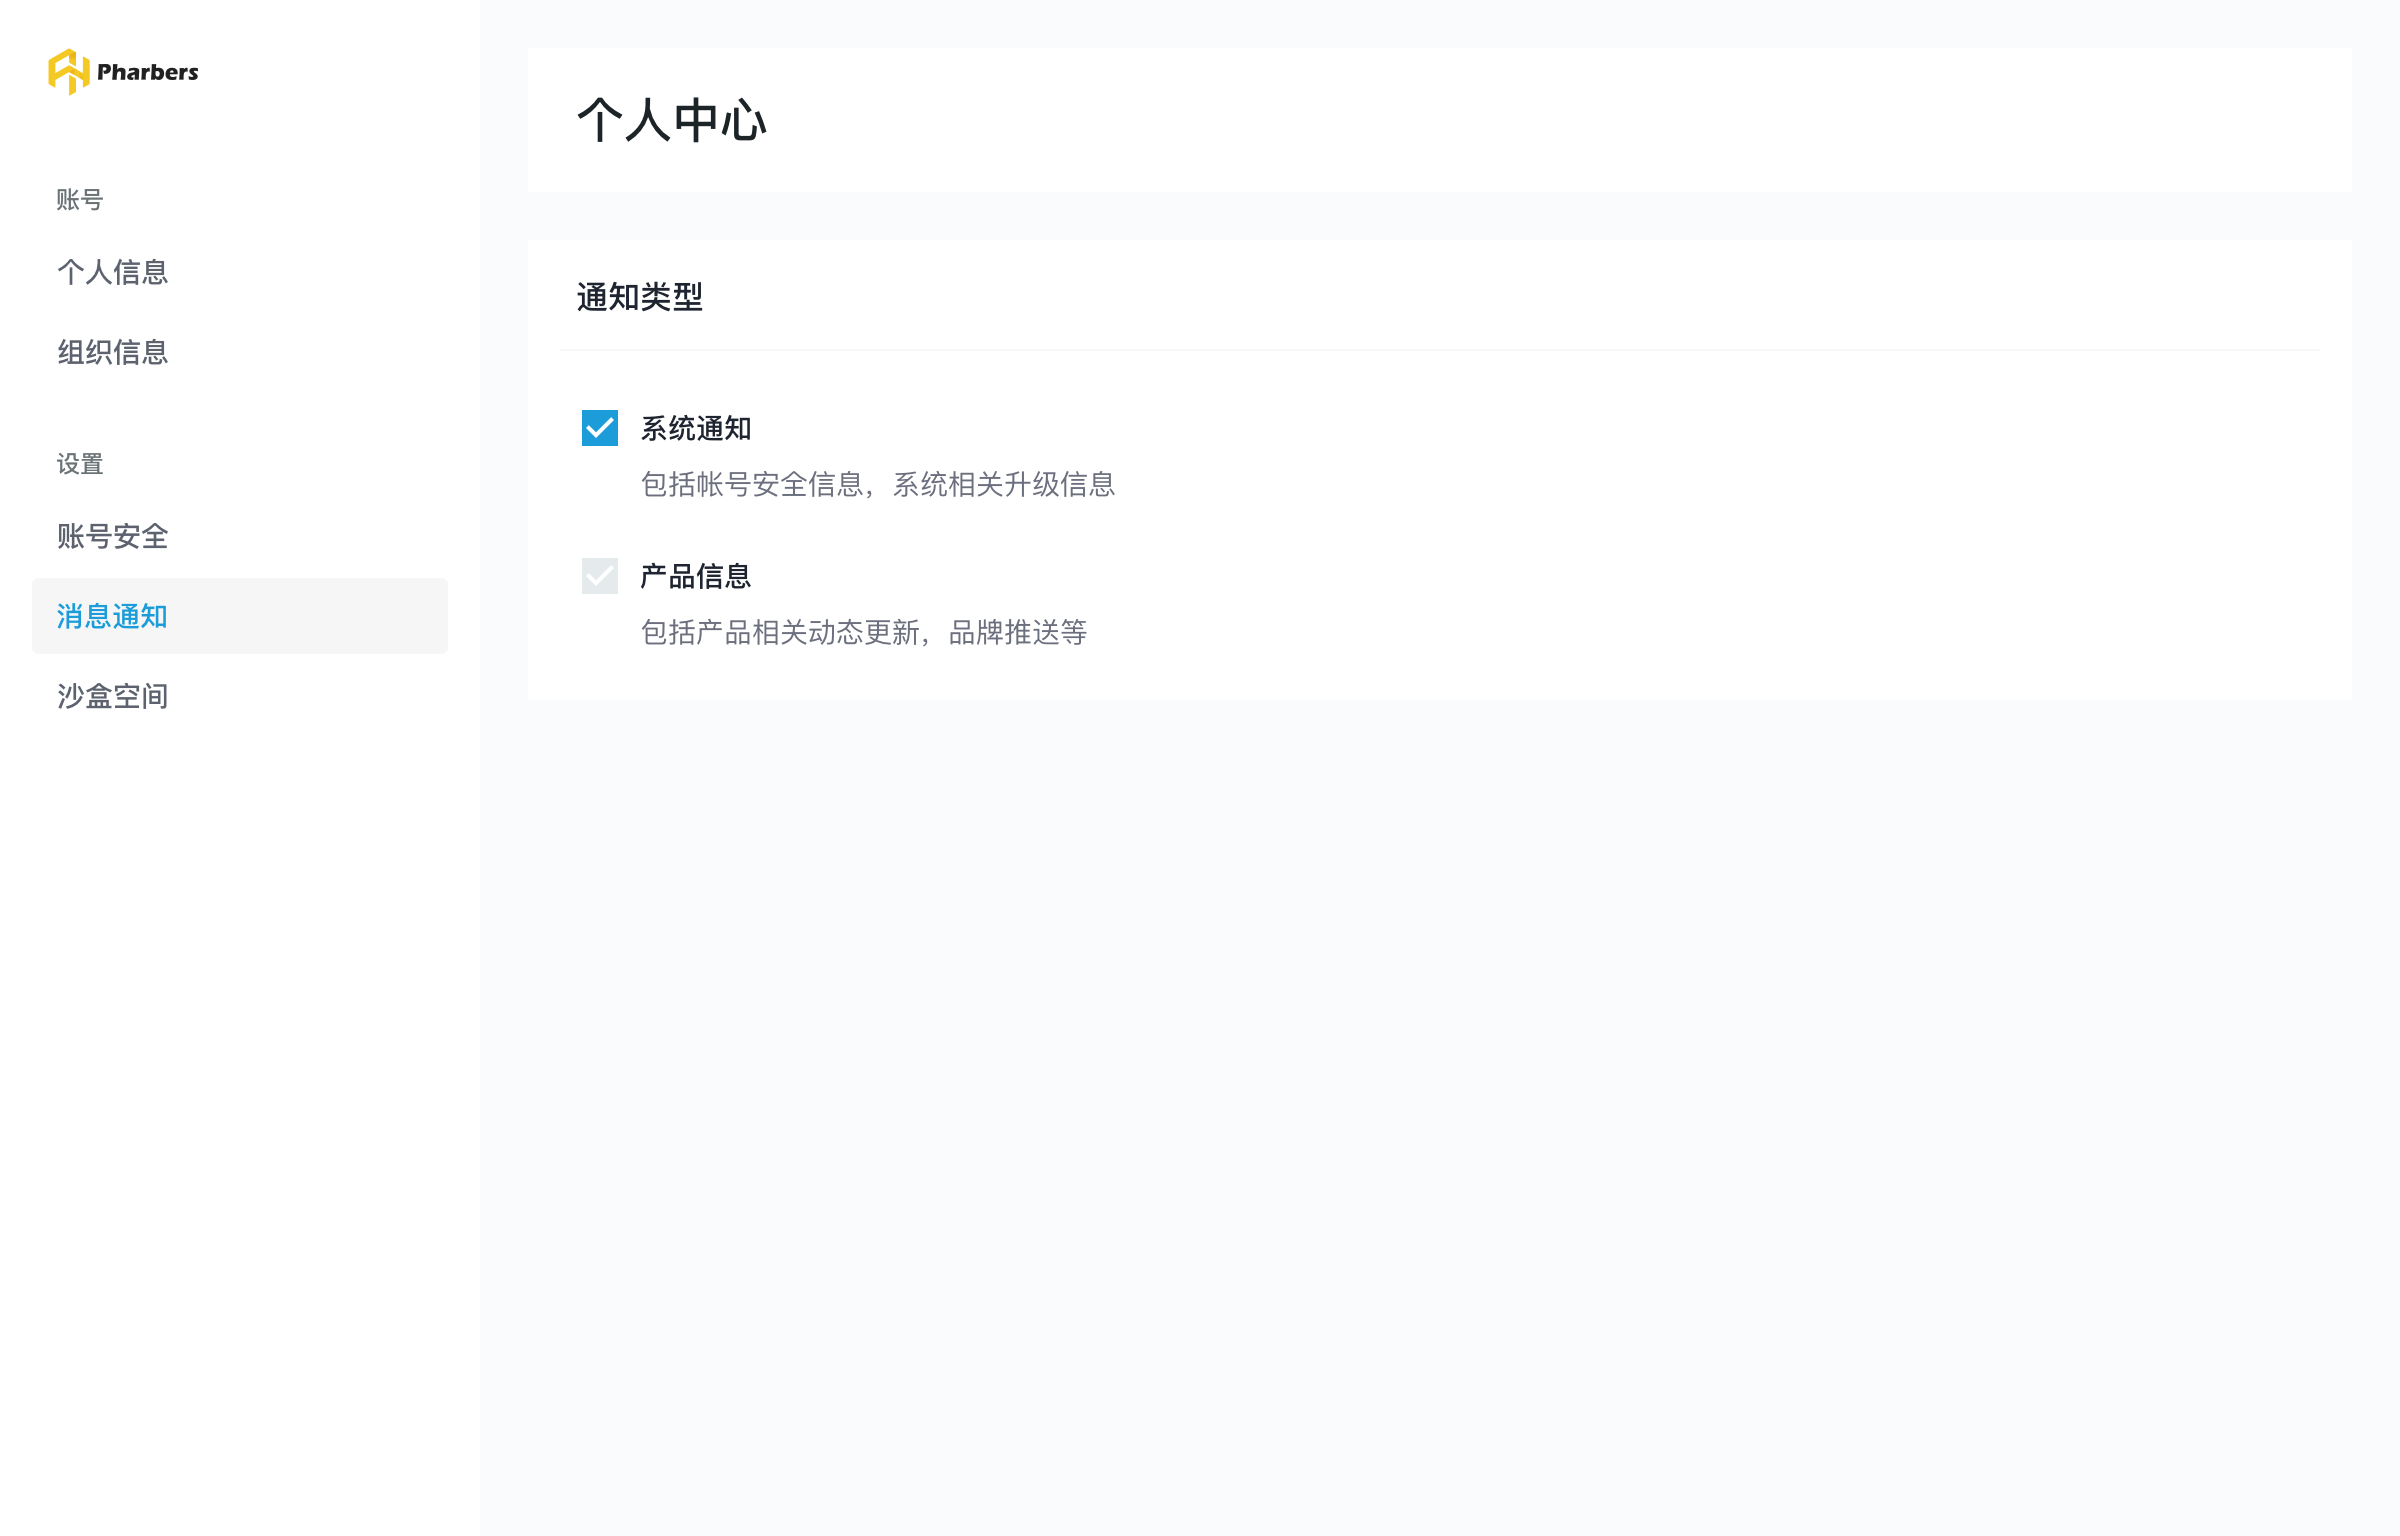 Pharbers
账号
个人信息
组织信息
设置
账号安全
消息通知
沙盒空间
个人中心
通知类型
系统通知
包括帐号安全信息，系统相关升级信息
产品信息
包括产品相关动态更新，品牌推送等